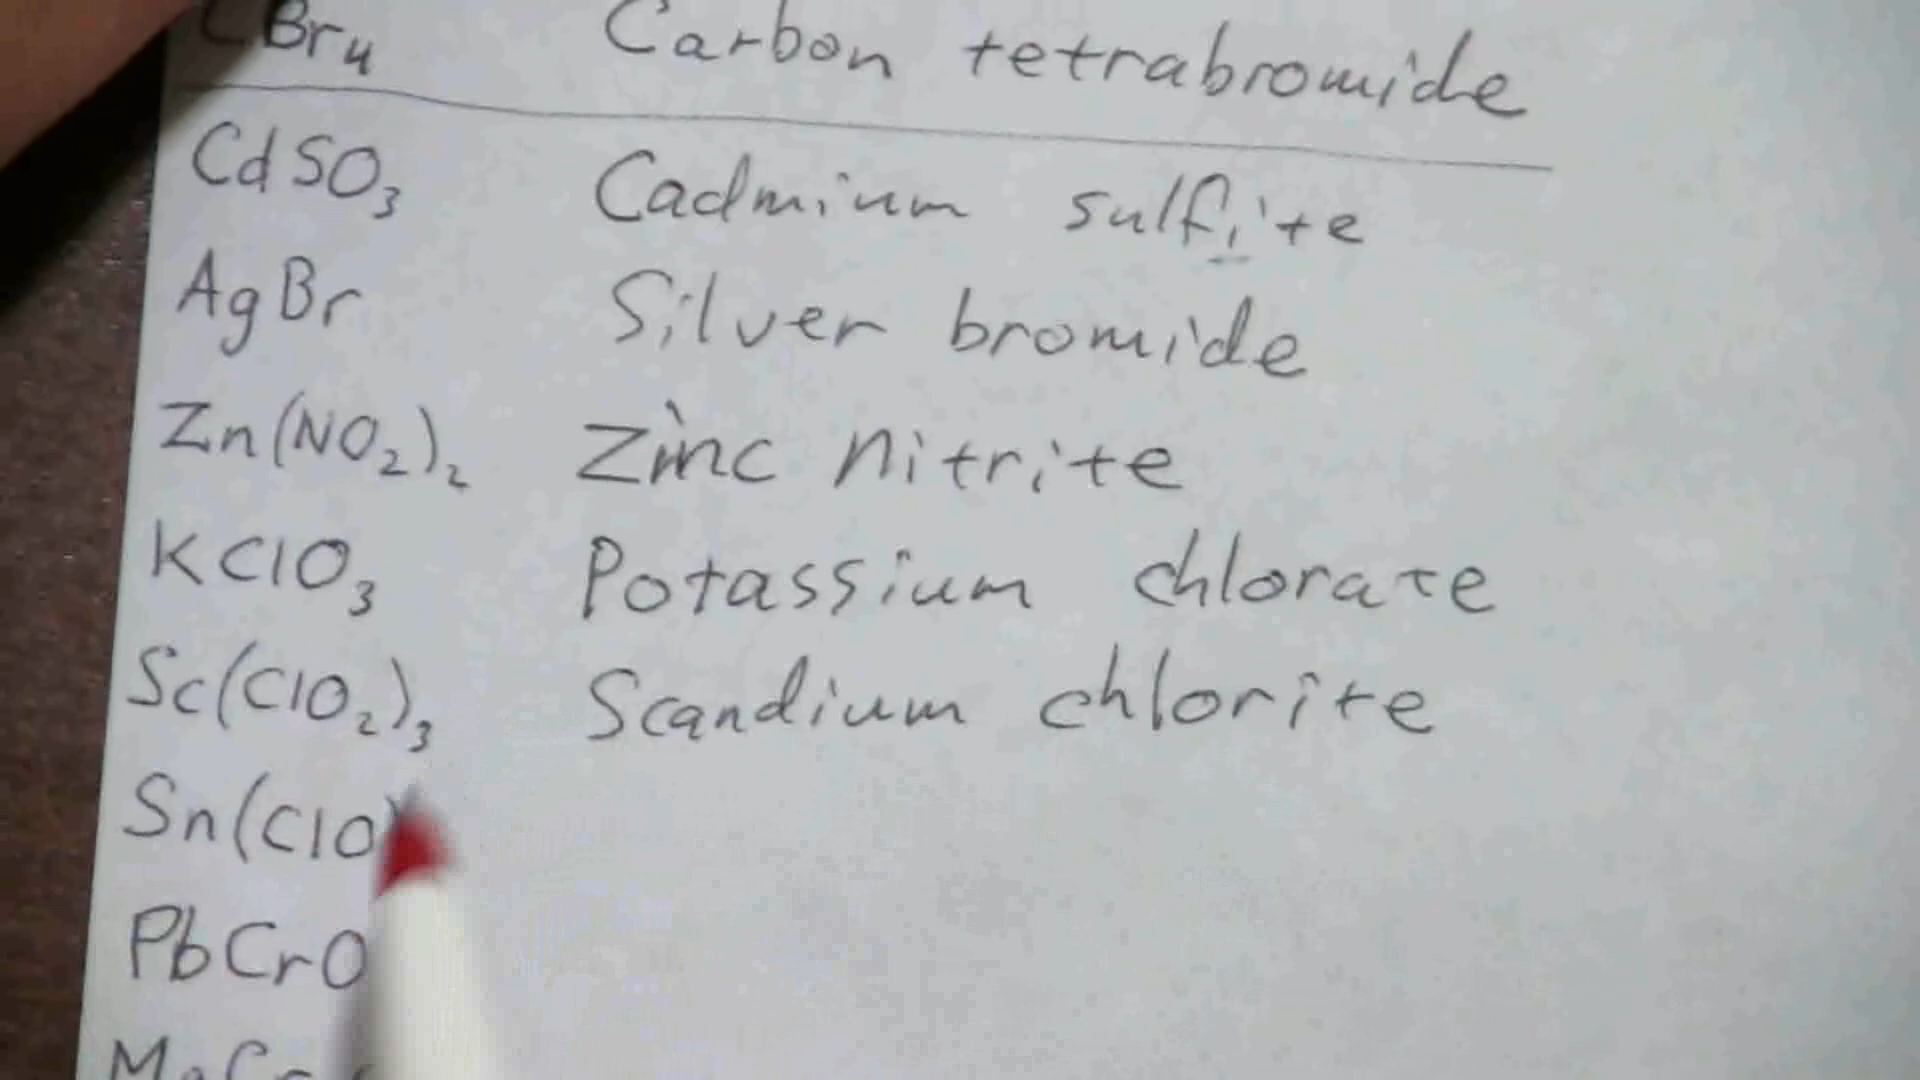 CBr₄ Carbon tetrabromide
CdSO₃ Cadmium sulfite
AgBr Silver bromide
Zn(NO₂)₂ Zinc nitrite
KClO₃ Potassium chlorate
Sc(ClO₂)₃ Scandium chlorite
Sn(ClO)
PbCrO